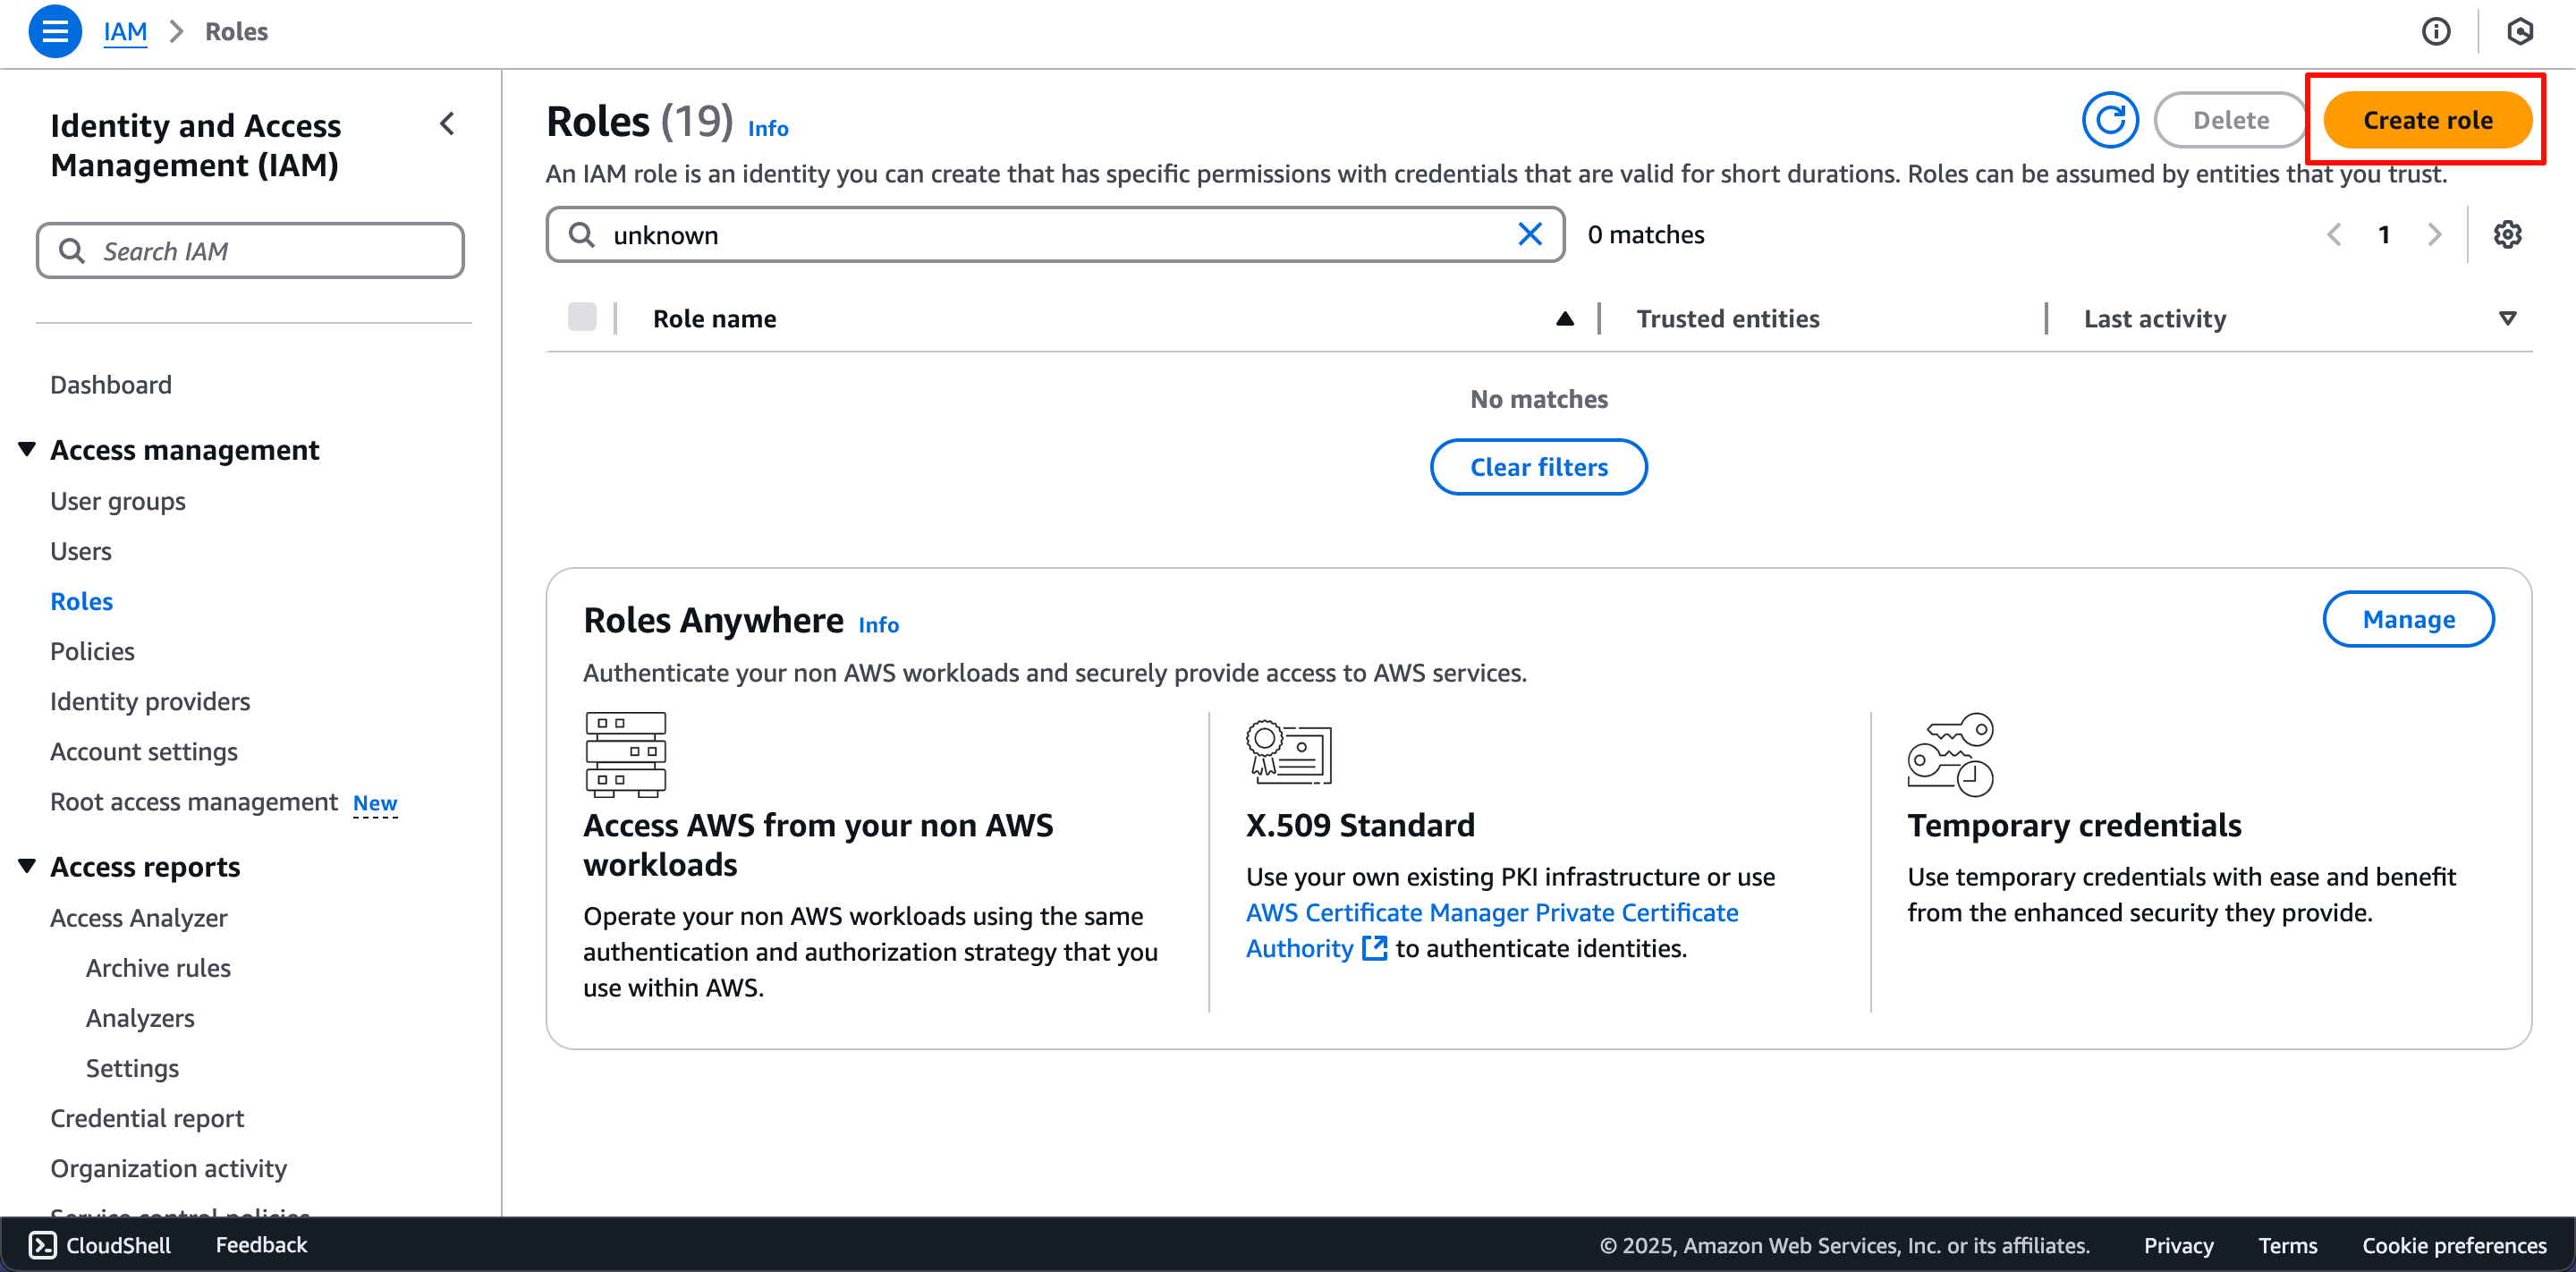 IAM > Roles
Identity and Access
Management (IAM)
Search IAM
Dashboard
Access management
User groups
Users
Roles
Policies
Identity providers
Account settings
Root access management New
Access reports
Access Analyzer
Archive rules
Analyzers
Settings
Credential report
Organization activity
Service control policies
Roles (19) Info
Delete
Create role
An IAM role is an identity you can create that has specific permissions with credentials that are valid for short durations. Roles can be assumed by entities that you trust.
unknown
0 matches
1
Role name
Trusted entities
Last activity
No matches
Clear filters
Roles Anywhere Info
Manage
Authenticate your non AWS workloads and securely provide access to AWS services.
Access AWS from your non AWS
workloads
Operate your non AWS workloads using the same
authentication and authorization strategy that you
use within AWS.
X.509 Standard
Use your own existing PKI infrastructure or use
AWS Certificate Manager Private Certificate
Authority to authenticate identities.
Temporary credentials
Use temporary credentials with ease and benefit
from the enhanced security they provide.
CloudShell
Feedback
© 2025, Amazon Web Services, Inc. or its affiliates.
Privacy
Terms
Cookie preferences